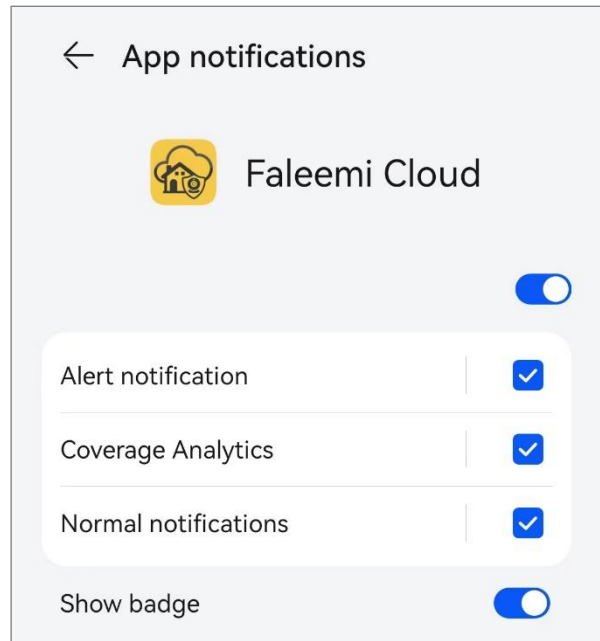 App notifications
Faleemi Cloud
Alert notification
Coverage Analytics
Normal notifications
Show badge